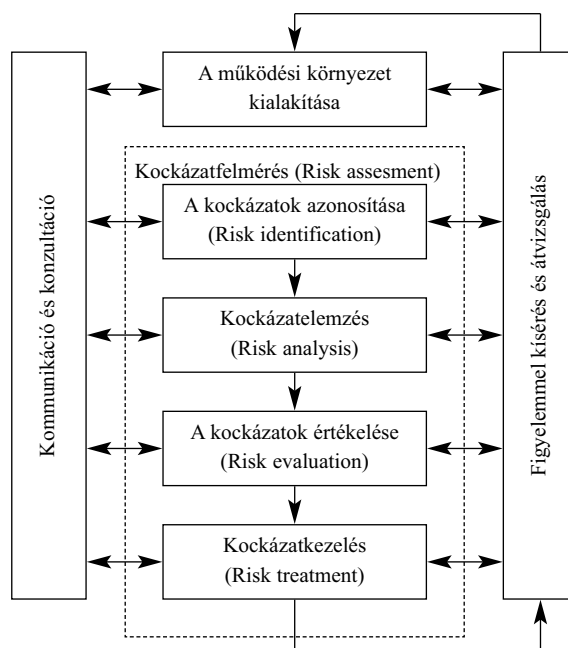 A működési környezet
kialakítása
Kockázatfelmérés (Risk assesment)
A kockázatok azonosítása
(Risk identification)
Kockázatelemzés
(Risk analysis)
A kockázatok értékelése
(Risk evaluation)
Kockázatkezelés
(Risk treatment)
Kommunikáció és konzultáció
Figyelemmel kísérés és átvizsgálás